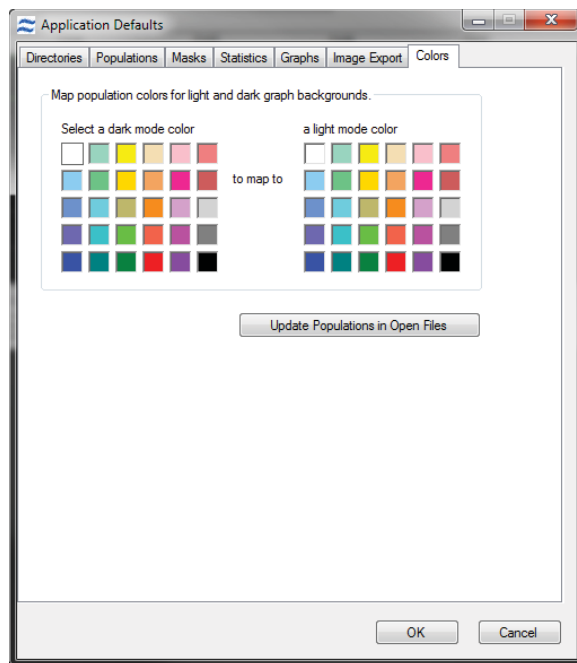 Application Defaults
Directories Populations Masks Statistics Graphs Image Export Colors
Map population colors for light and dark graph backgrounds.
Select a dark mode color a light mode color
to map to
Update Populations in Open Files
OK Cancel